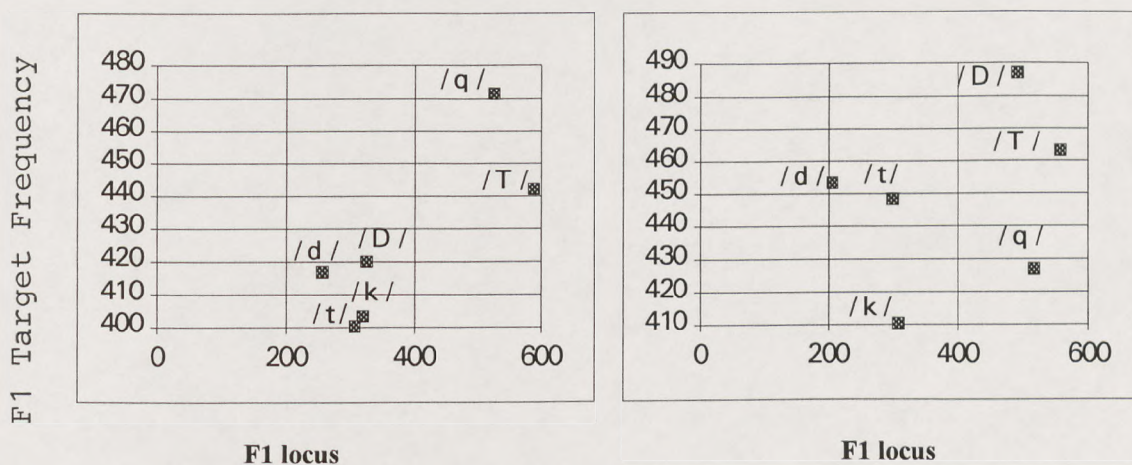 F1 Target Frequency
480
470
460
450
440
430
420
410
400
0 200 400 600
/q/
/T/
/d/
/D/
/k/
/t/
F1 locus
490
480
470
460
450
440
430
420
410
0 200 400 600
/D/
/T/
/d/
/t/
/q/
/k/
F1 locus